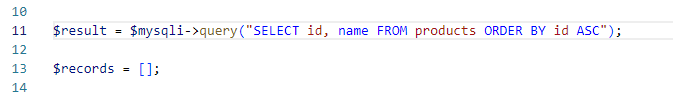 10
11 $result = $mysqli->query("SELECT id, name FROM products ORDER BY id ASC");
12
13 $records = [];
14